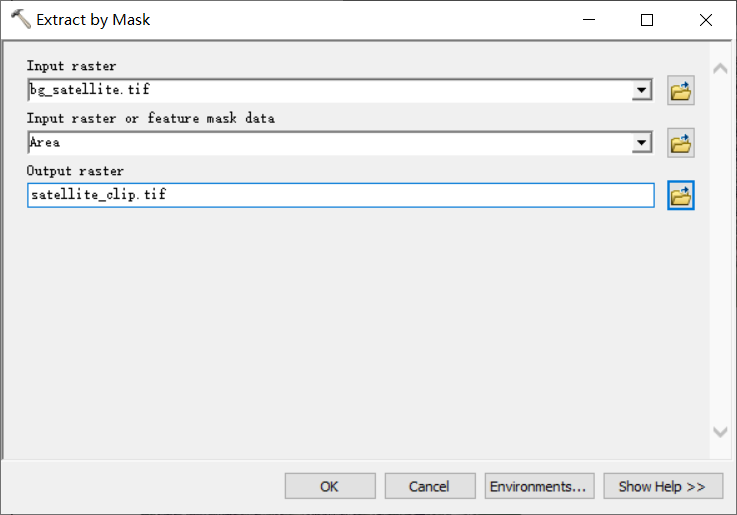 Extract by Mask
Input raster
bg_satellite.tif
Input raster or feature mask data
Area
Output raster
satellite_clip.tif
OK
Cancel
Environments...
Show Help >>